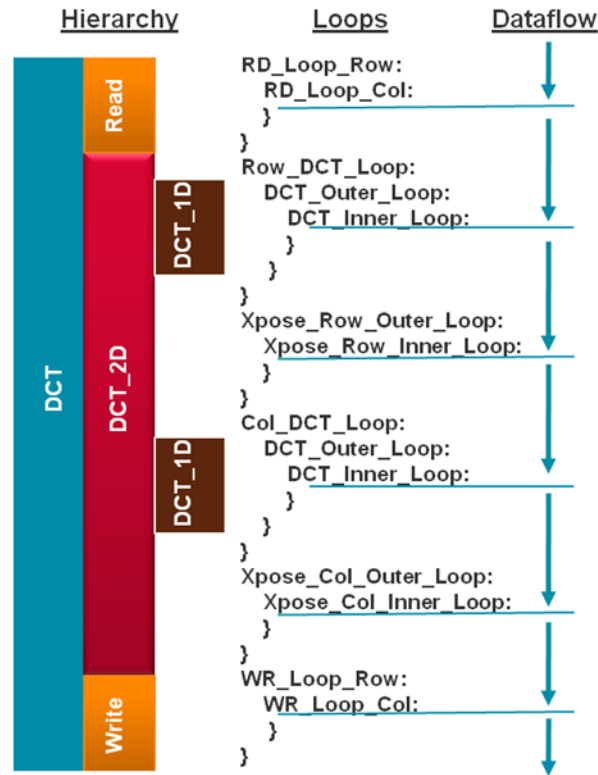 Hierarchy
Loops
Dataflow
DCT
Read
DCT_2D
Write
DCT_1D
DCT_1D
RD_Loop_Row:
RD_Loop_Col:
}
}
Row_DCT_Loop:
DCT_Outer_Loop:
DCT_Inner_Loop:
}
}
}
Xpose_Row_Outer_Loop:
Xpose_Row_Inner_Loop:
}
}
Col_DCT_Loop:
DCT_Outer_Loop:
DCT_Inner_Loop:
}
}
}
Xpose_Col_Outer_Loop:
Xpose_Col_Inner_Loop:
}
}
WR_Loop_Row:
WR_Loop_Col:
}
}